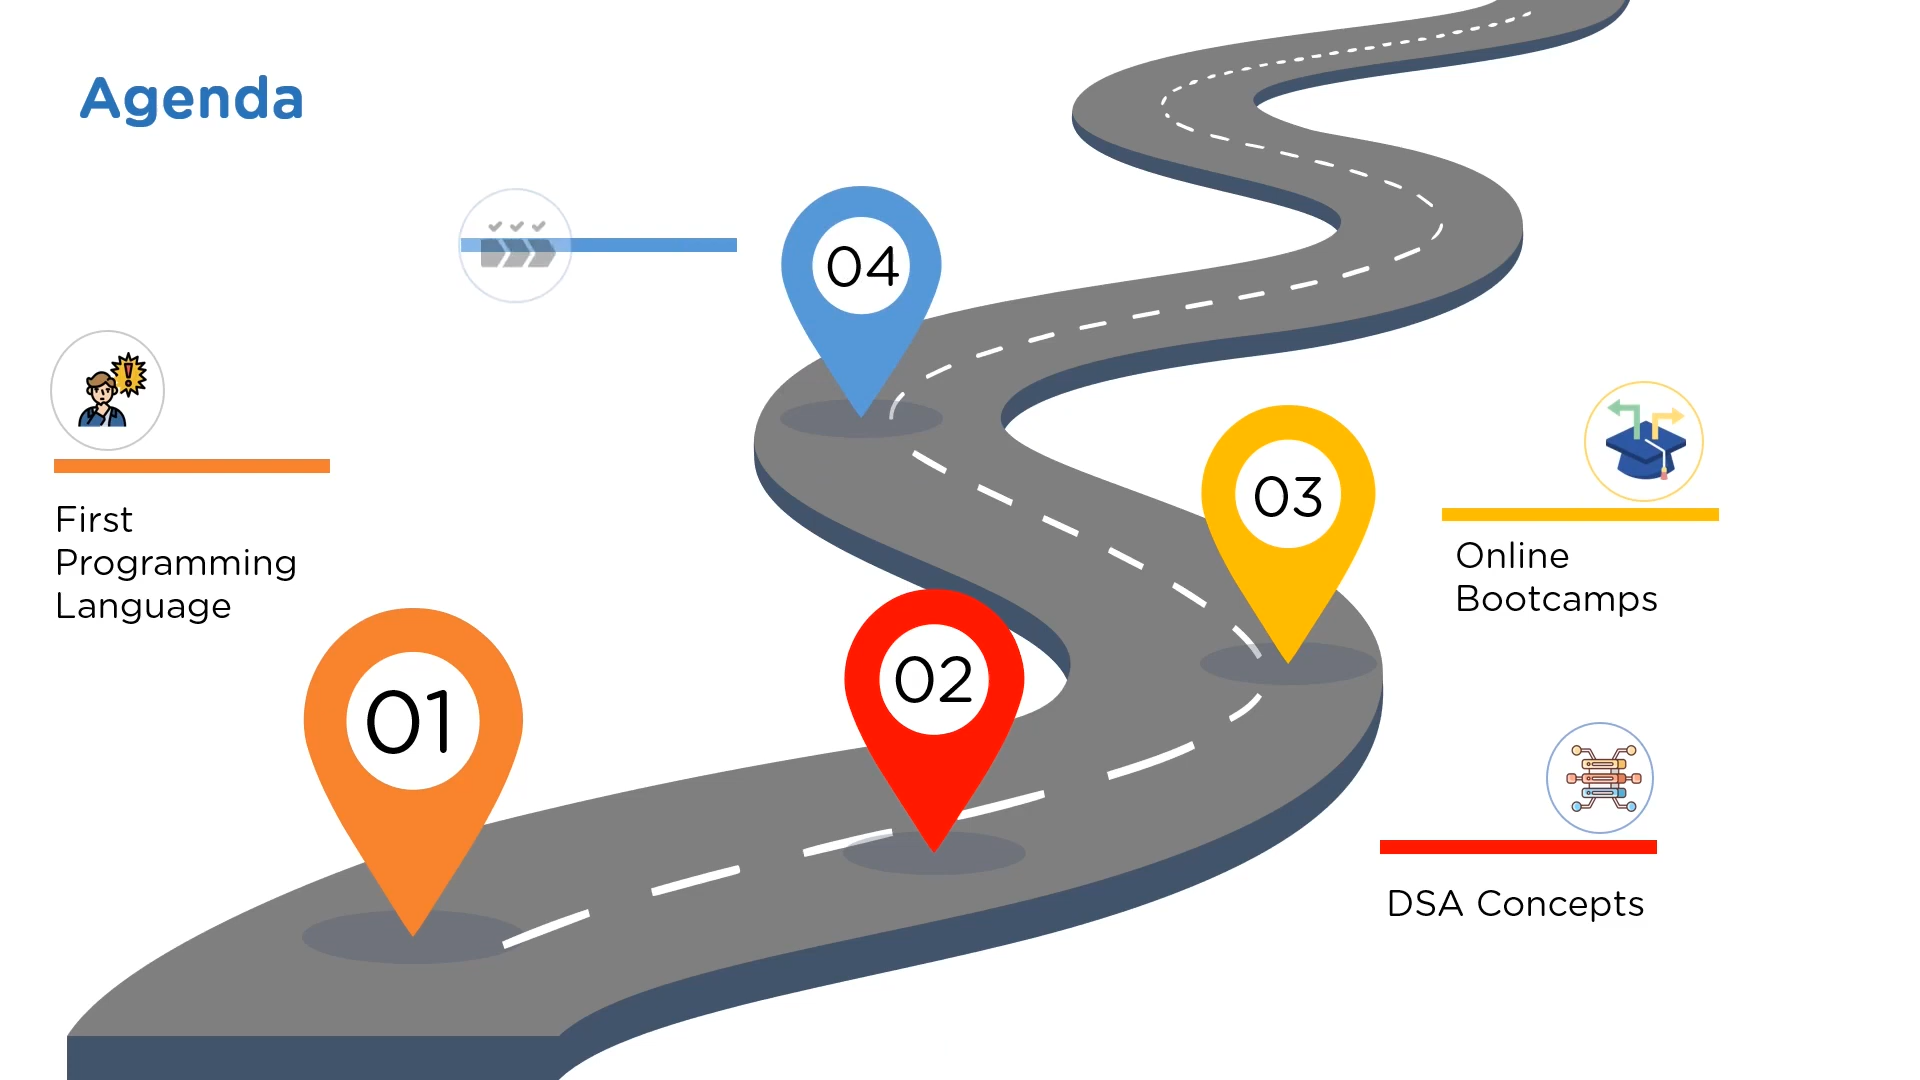 Agenda
04
First
Programming
Language
01
02
03
Online
Bootcamps
DSA Concepts